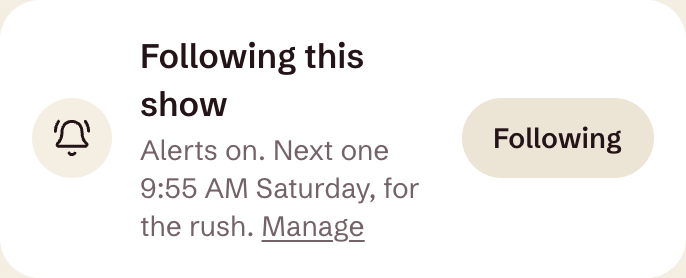 Following this
show
Alerts on. Next one
9:55 AM Saturday, for
the rush. Manage
Following